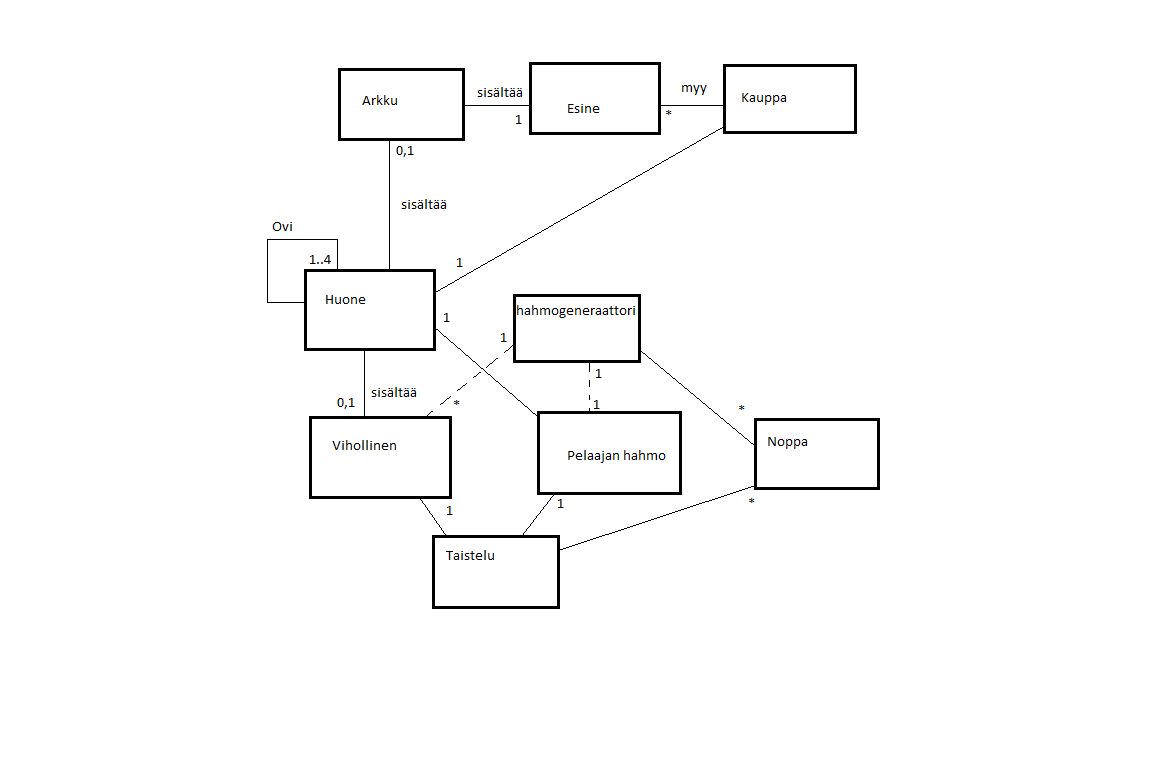 Arkku
sisältää
1
Esine
myy
*
Kauppa
0,1
sisältää
Ovi
1..4
1
Huone
1
hahmogeneraattori
1
1
0,1
sisältää
*
1
*
Vihollinen
Pelaajan hahmo
Noppa
1
1
*
Taistelu